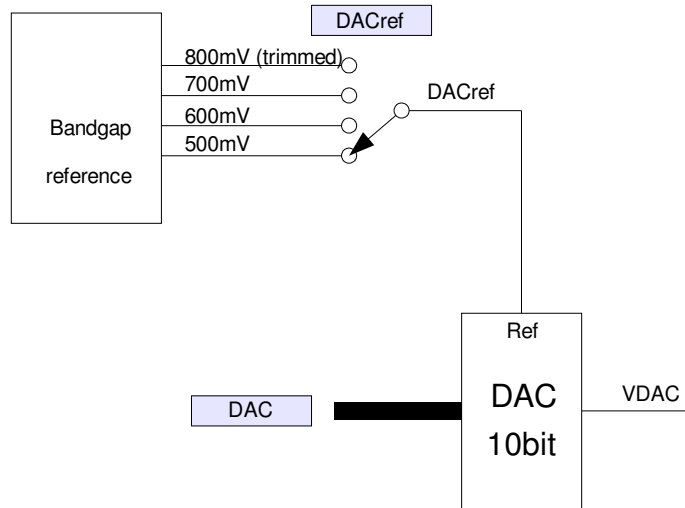 DACref
800mV (trimmed)
700mV
600mV
500mV
DACref
Bandgap
reference
Ref
DAC
10bit
DAC
VDAC